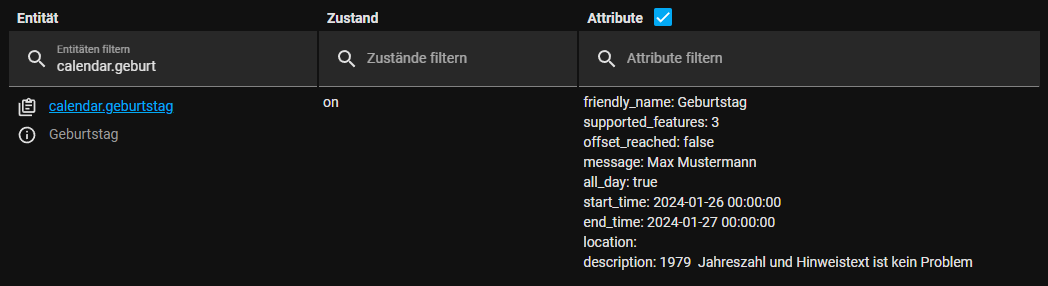 Entität Zustand Attribute
Entitäten filtern
calendar.geburt Zustände filtern Attribute filtern
calendar.geburtstag on friendly_name: Geburtstag
Geburtstag supported_features: 3
offset_reached: false
message: Max Mustermann
all_day: true
start_time: 2024-01-26 00:00:00
end_time: 2024-01-27 00:00:00
location:
description: 1979  Jahreszahl und Hinweistext ist kein Problem